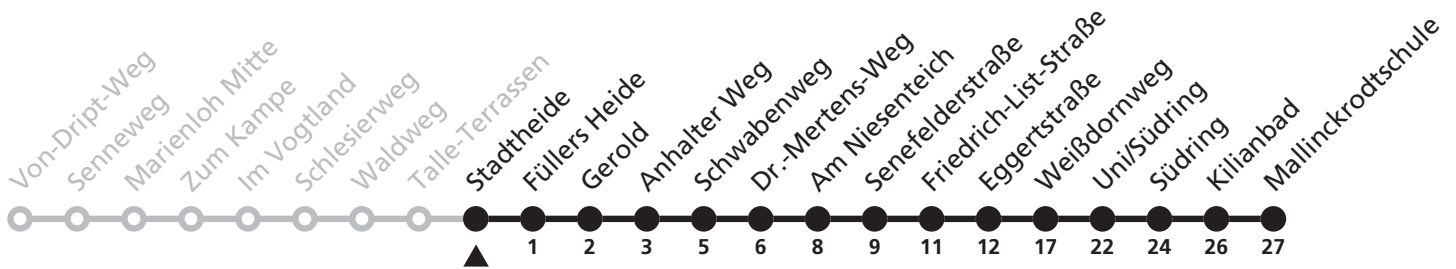 Von-Dript-Weg
Senneweg
Marienloh Mitte
Zum Kampe
Im Vogtland
Schlesierweg
Waldweg
Talle-Terrassen
Stadtheide
Füllers Heide
Gerold
Anhalter Weg
Schwabenweg
Dr.-Mertens-Weg
Am Niesenteich
Senefelderstraße
Friedrich-List-Straße
Eggertstraße
Weißdornweg
Uni/Südring
Südring
Kilianbad
Mallinckrodtschule
1 2 3 5 6 8 9 11 12 17 22 24 26 27